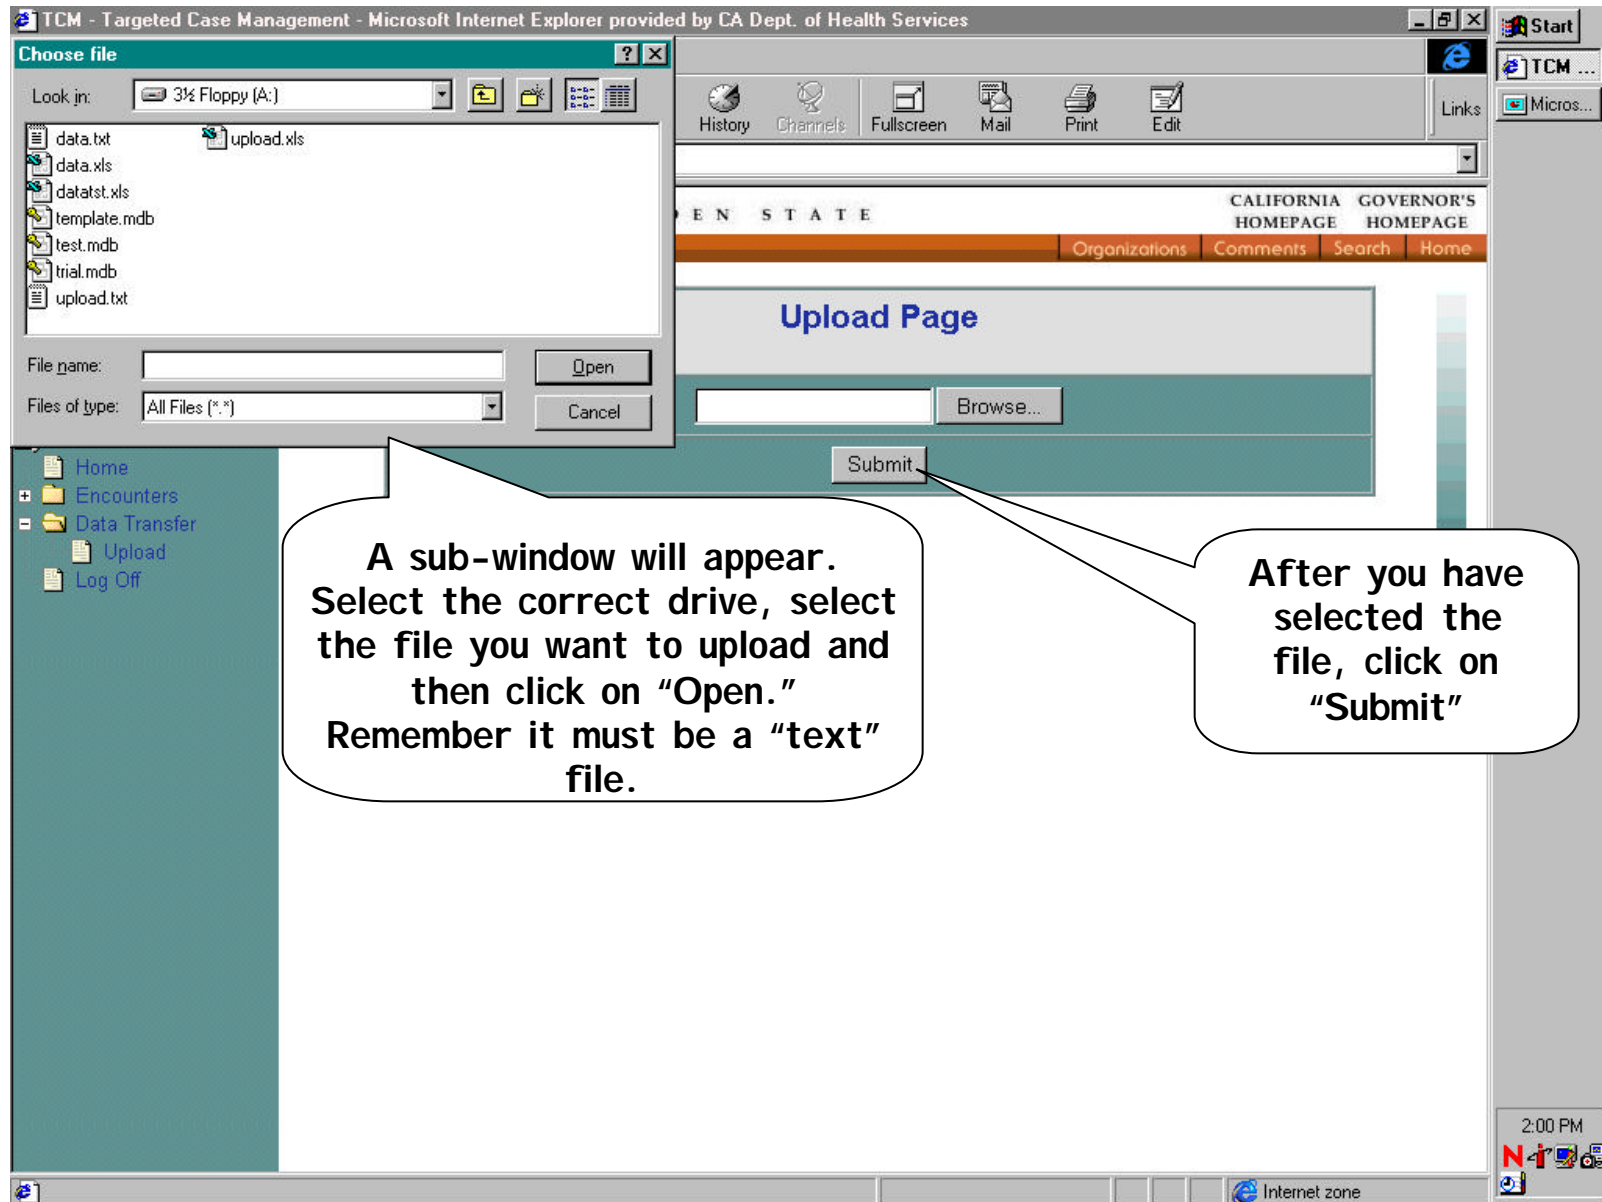 TCM - Targeted Case Management - Microsoft Internet Explorer provided by CA Dept. of Health Services
Start
Choose file
TCM ...
Look in:
3½ Floppy (A:)
History
Channels
Fullscreen
Mail
Print
Edit
Links
Micros...
data.txt
upload.xls
data.xls
datatst.xls
template.mdb
test.mdb
trial.mdb
upload.txt
EN STATE
CALIFORNIA HOMEPAGE
GOVERNOR'S HOMEPAGE
Organizations
Comments
Search
Home
Upload Page
File name:
Open
Files of type:
All Files (*.*)
Cancel
Browse...
Submit
Home
Encounters
Data Transfer
Upload
Log Off
A sub-window will appear.
Select the correct drive, select
the file you want to upload and
then click on “Open.”
Remember it must be a “text”
file.
After you have
selected the
file, click on
“Submit”
2:00 PM
Internet zone